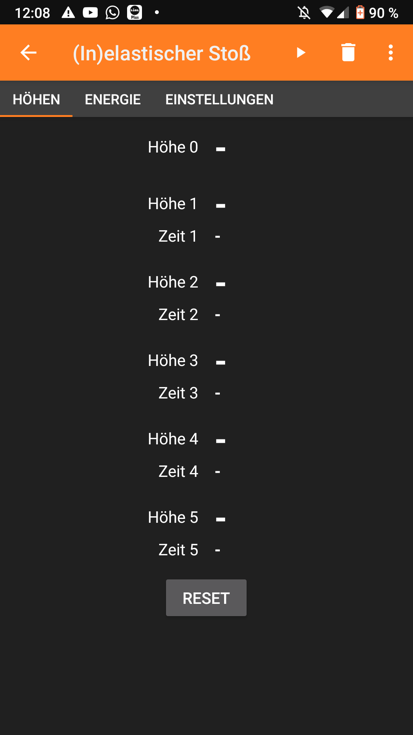 12:08 90 %
(In)elastischer Stoß
HÖHEN ENERGIE EINSTELLUNGEN
Höhe 0 -
Höhe 1 -
Zeit 1 -
Höhe 2 -
Zeit 2 -
Höhe 3 -
Zeit 3 -
Höhe 4 -
Zeit 4 -
Höhe 5 -
Zeit 5 -
RESET